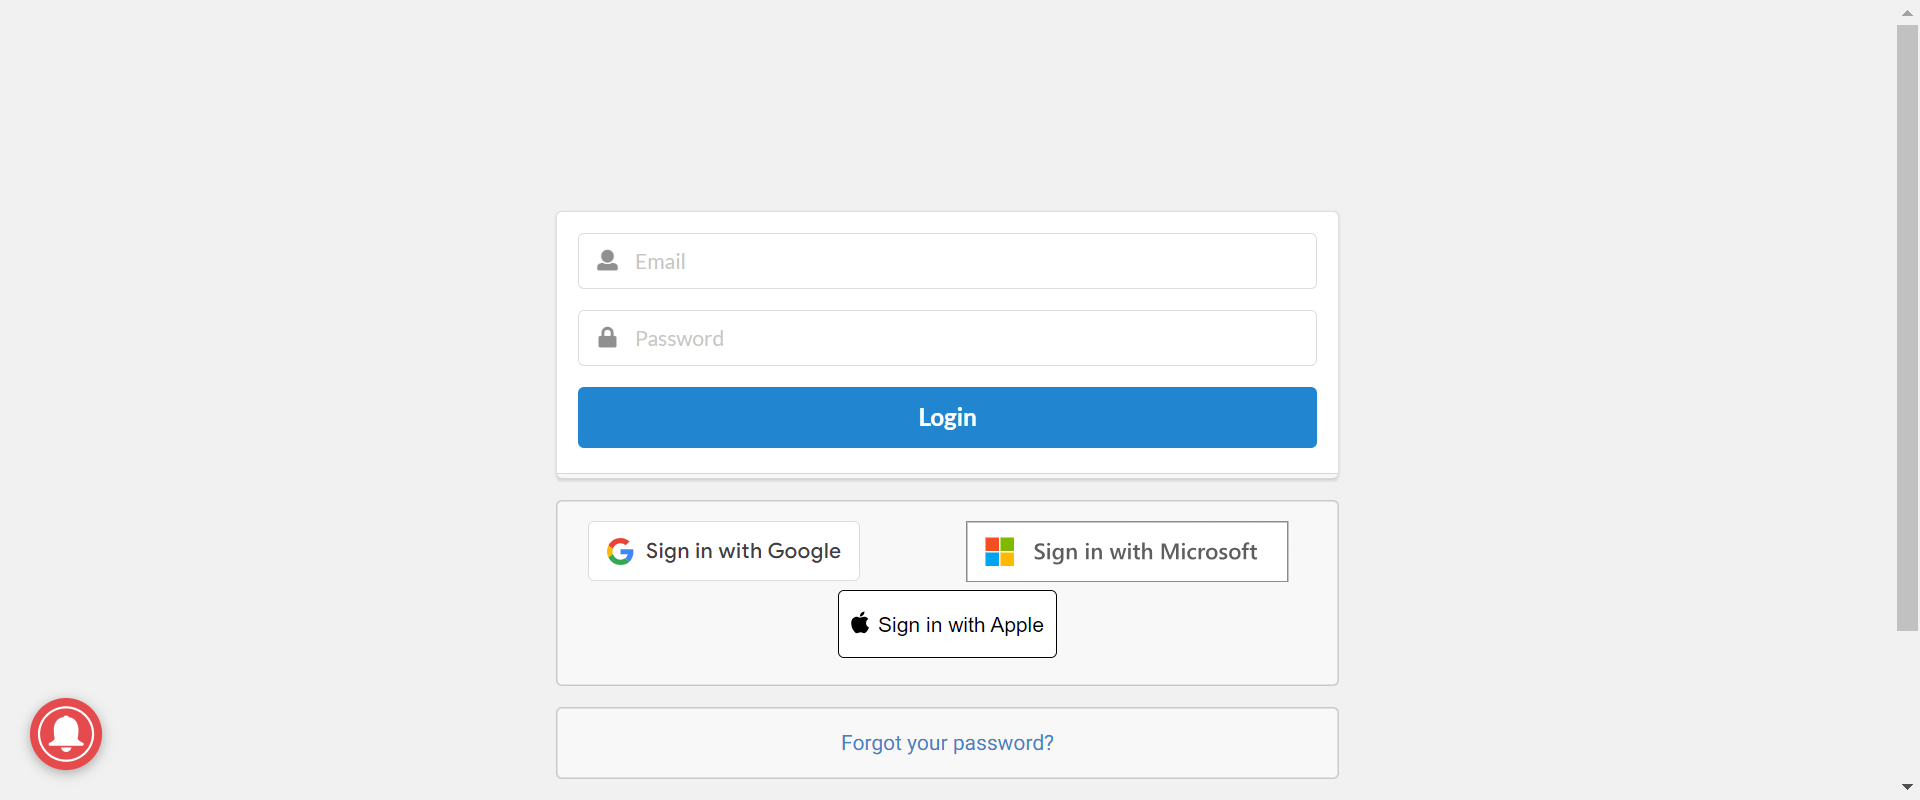 Email
Password
Login
Sign in with Google
Sign in with Microsoft
Sign in with Apple
Forgot your password?